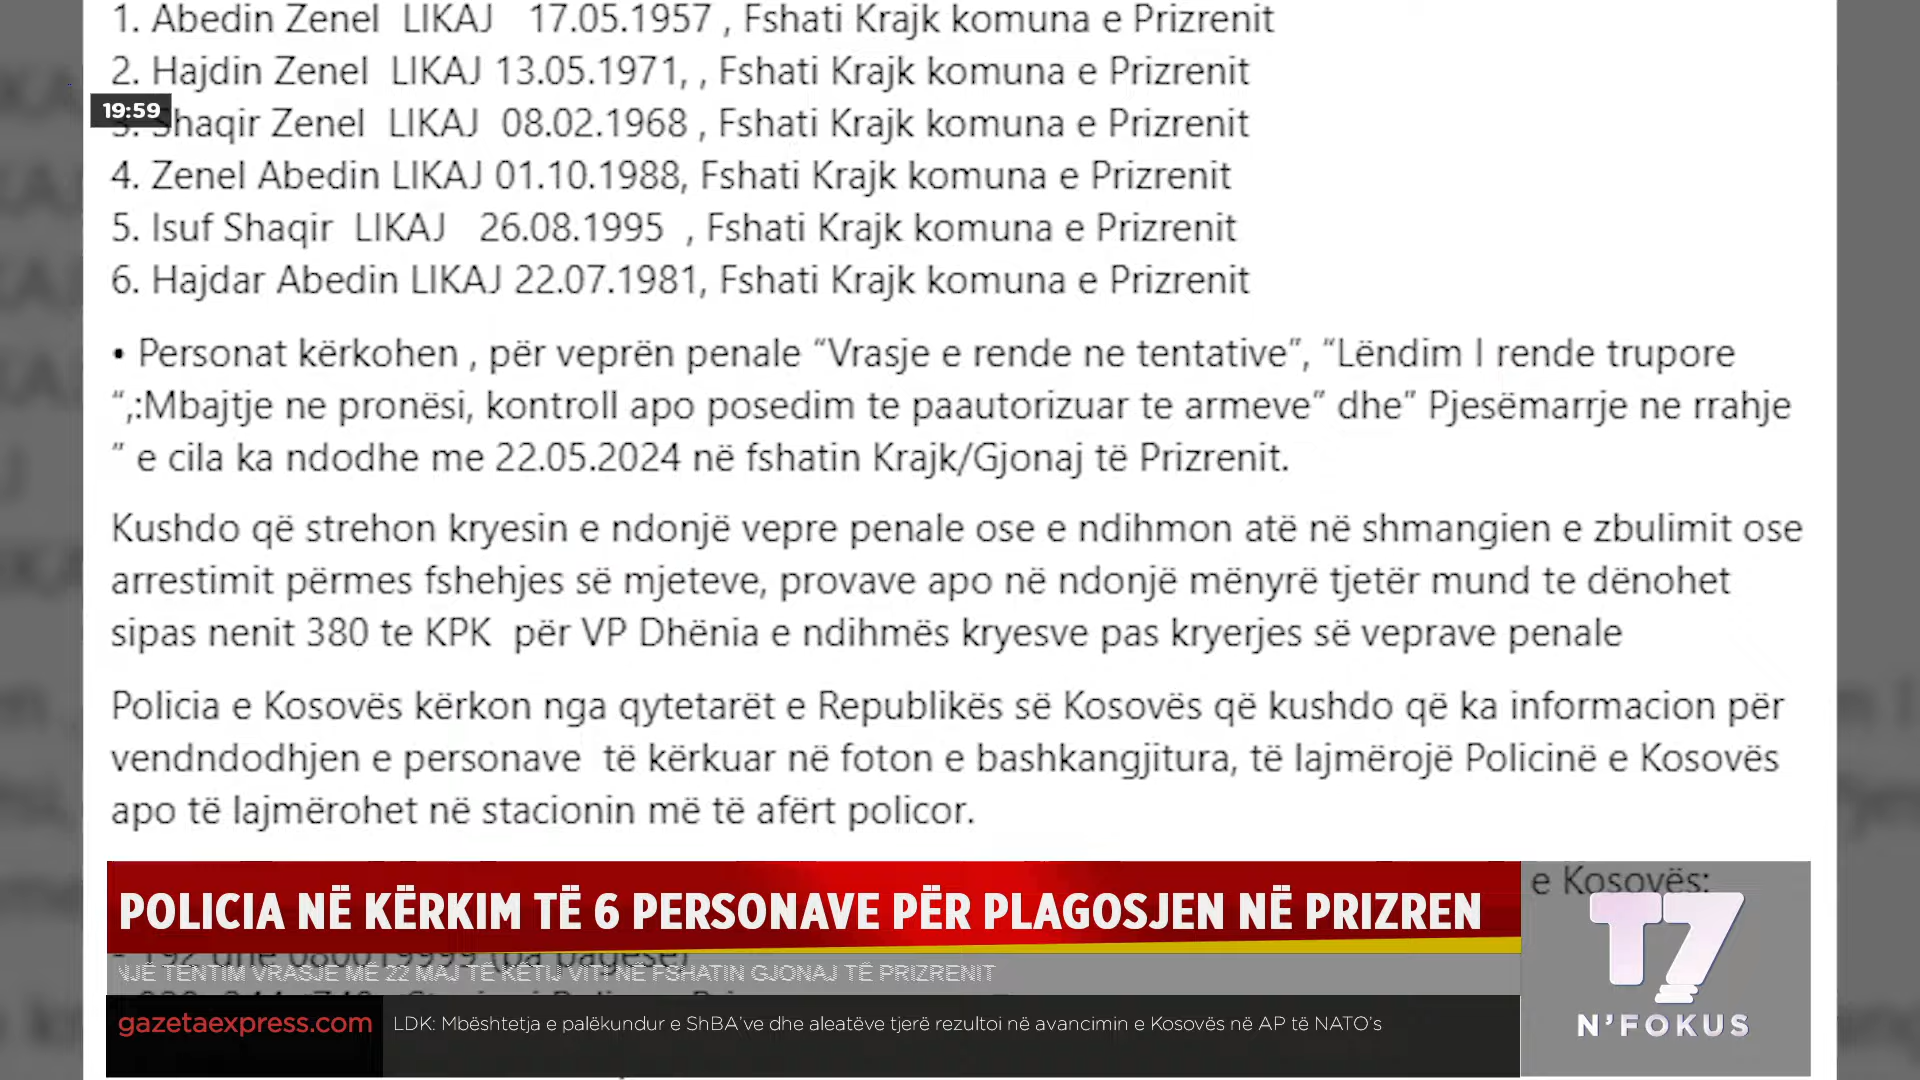 1. Abedin Zenel LIKAJ 17.05.1957 , Fshati Krajk komuna e Prizrenit
2. Hajdin Zenel LIKAJ 13.05.1971, , Fshati Krajk komuna e Prizrenit
19:59
3. Shaqir Zenel LIKAJ 08.02.1968 , Fshati Krajk komuna e Prizrenit
4. Zenel Abedin LIKAJ 01.10.1988, Fshati Krajk komuna e Prizrenit
5. Isuf Shaqir LIKAJ 26.08.1995 , Fshati Krajk komuna e Prizrenit
6. Hajdar Abedin LIKAJ 22.07.1981, Fshati Krajk komuna e Prizrenit
• Personat kërkohen , për veprën penale “Vrasje e rende ne tentative”, “Lëndim I rende trupore
“,:Mbajtje ne pronësi, kontroll apo posedim te paautorizuar te armeve” dhe” Pjesëmarrje ne rrahje
” e cila ka ndodhe me 22.05.2024 në fshatin Krajk/Gjonaj të Prizrenit.
Kushdo që strehon kryesin e ndonjë vepre penale ose e ndihmon atë në shmangien e zbulimit ose
arrestimit përmes fshehjes së mjeteve, provave apo në ndonjë mënyrë tjetër mund te dënohet
sipas nenit 380 te KPK për VP Dhënia e ndihmës kryesve pas kryerjes së veprave penale
Policia e Kosovës kërkon nga qytetarët e Republikës së Kosovës që kushdo që ka informacion për
vendndodhjen e personave të kërkuar në foton e bashkangjitura, të lajmërojë Policinë e Kosovës
apo të lajmërohet në stacionin më të afërt policor.
e Kosovës:
POLICIA NË KËRKIM TË 6 PERSONAVE PËR PLAGOSJEN NË PRIZREN
192 dhe 080019999 (pa pagesë)
NJË TENTIM VRASJE MË 22 MAJ TË KËTIJ VITI NË FSHATIN GJONAJ TË PRIZRENIT
gazetaexpress.com LDK: Mbështetja e palëkundur e ShBA’ve dhe aleatëve tjerë rezultoi në avancimin e Kosovës në AP të NATO’s
T7
N’FOKUS